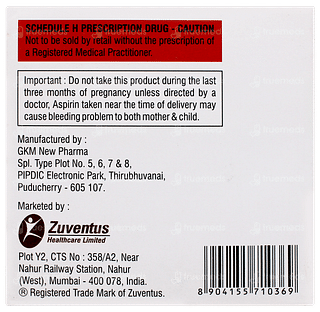 SCHEDULE H PRESCRIPTION DRUG - CAUTION
Not to be sold by retail without the prescription of
a Registered Medical Practitioner.
Important : Do not take this product during the last
three months of pregnancy unless directed by a
doctor, Aspirin taken near the time of delivery may
cause bleeding problem to both mother & child.
Manufactured by :
GKM New Pharma
Spl. Type Plot No. 5, 6, 7 & 8,
PIPDIC Electronic Park, Thirubhuvanai,
Puducherry - 605 107.
Marketed by :
Zuventus
Healthcare Limited
Plot Y2, CTS No : 358/A2, Near
Nahur Railway Station, Nahur
(West), Mumbai - 400 078, India.
® Registered Trade Mark of Zuventus.
8 904155 710369